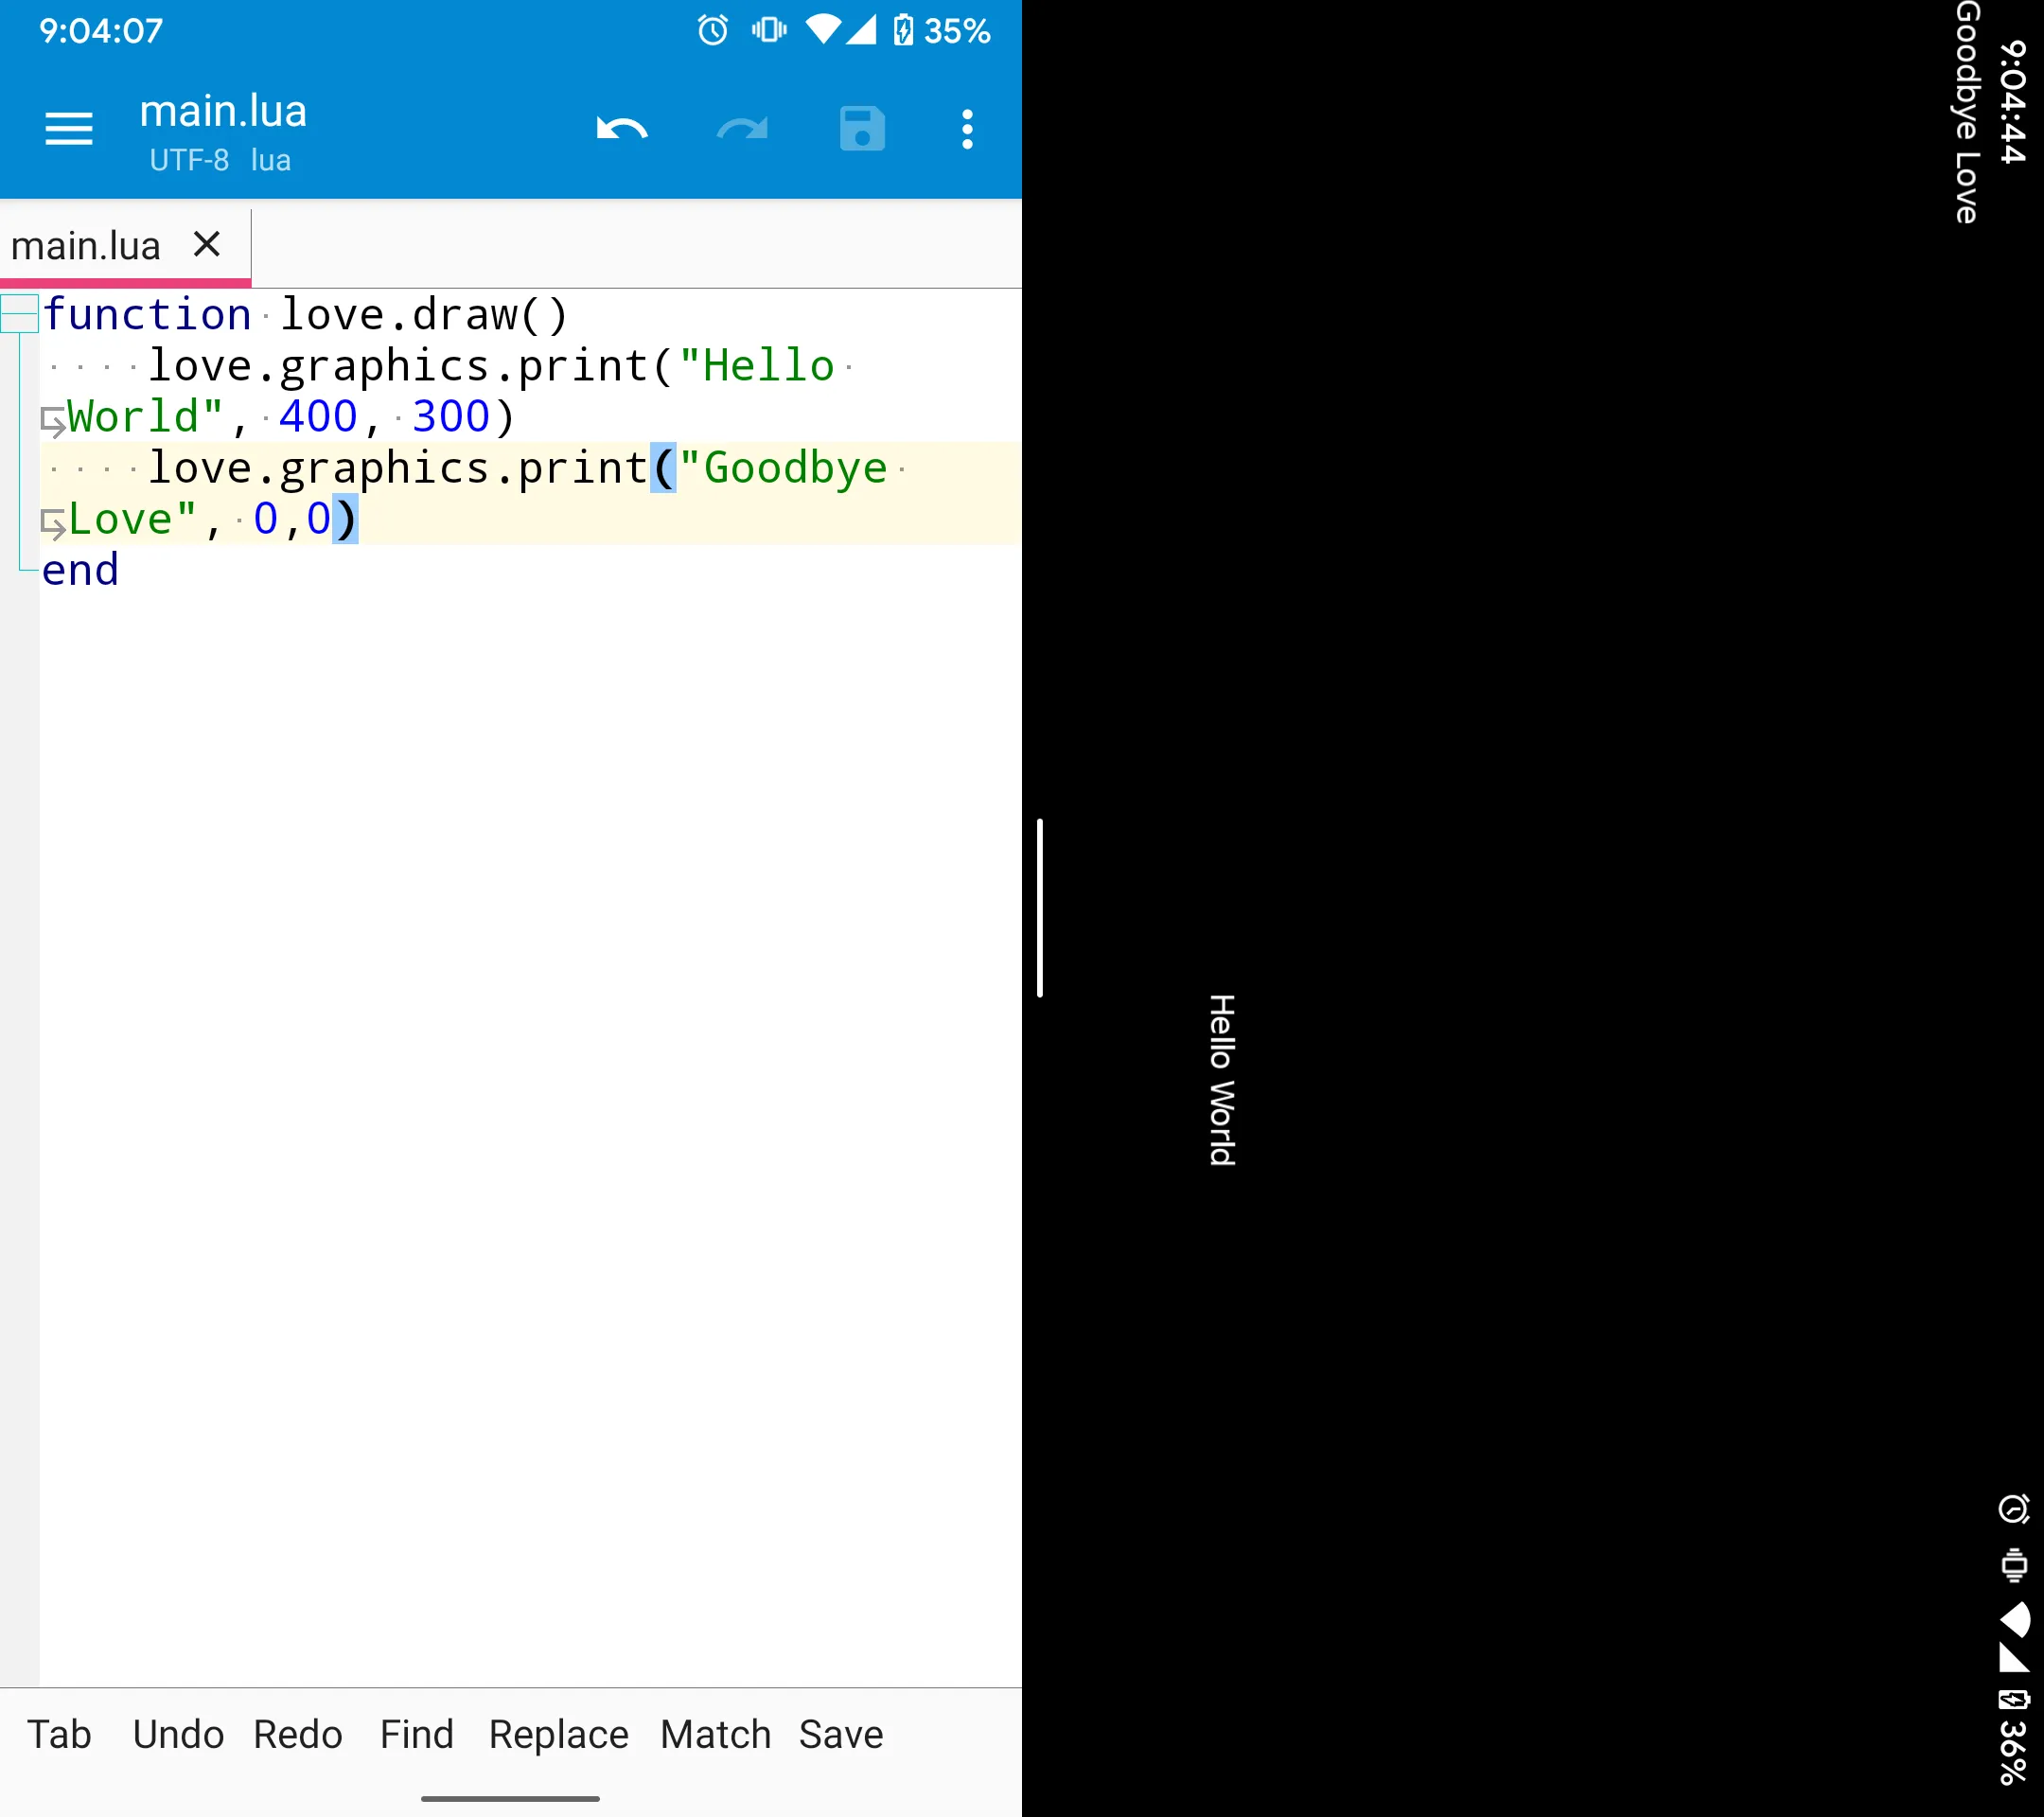 9:04:07
35%
main.lua
UTF-8 lua
main.lua
function love.draw()
    love.graphics.print("Hello
World", 400, 300)
    love.graphics.print("Goodbye
Love", 0,0)
end
Tab Undo Redo Find Replace Match Save
9:04:44
36%
Goodbye Love
Hello World